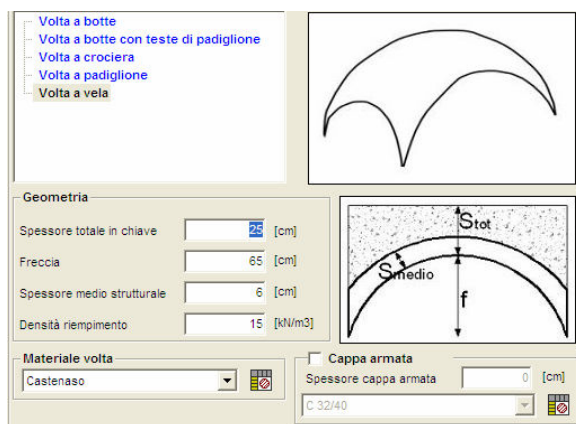 Volta a botte
Volta a botte con teste di padiglione
Volta a crociera
Volta a padiglione
Volta a vela
Geometria
Spessore totale in chiave 25 [cm]
Freccia 65 [cm]
Spessore medio strutturale 6 [cm]
Densità riempimento 15 [kN/m3]
Stot
Smedio
f
Materiale volta
Castenaso
Cappa armata
Spessore cappa armata 0 [cm]
C 32/40